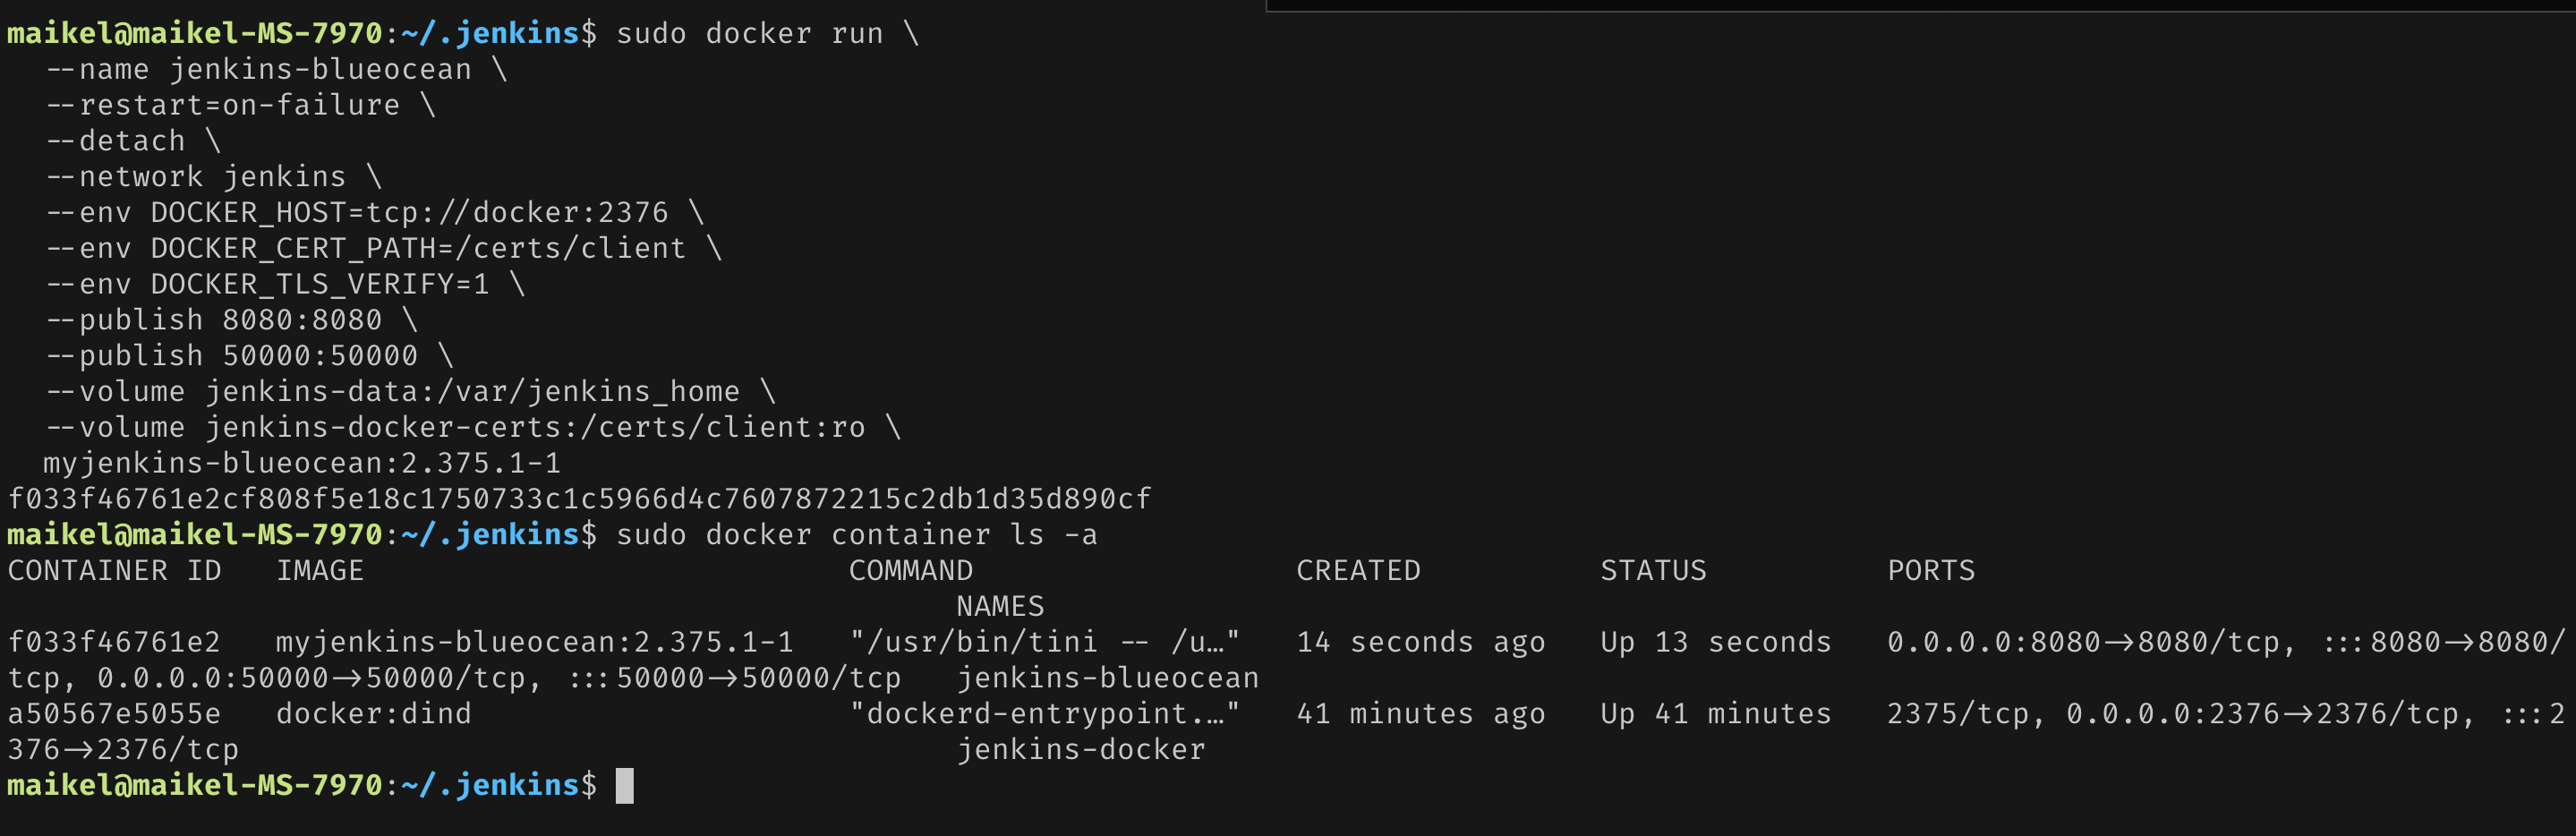 maikel@maikel-MS-7970:~/.jenkins$ sudo docker run \
  --name jenkins-blueocean \
  --restart=on-failure \
  --detach \
  --network jenkins \
  --env DOCKER_HOST=tcp://docker:2376 \
  --env DOCKER_CERT_PATH=/certs/client \
  --env DOCKER_TLS_VERIFY=1 \
  --publish 8080:8080 \
  --publish 50000:50000 \
  --volume jenkins-data:/var/jenkins_home \
  --volume jenkins-docker-certs:/certs/client:ro \
  myjenkins-blueocean:2.375.1-1
f033f46761e2cf808f5e18c1750733c1c5966d4c7607872215c2db1d35d890cf
maikel@maikel-MS-7970:~/.jenkins$ sudo docker container ls -a
CONTAINER ID   IMAGE                           COMMAND                  CREATED          STATUS          PORTS
                                                     NAMES
f033f46761e2   myjenkins-blueocean:2.375.1-1   "/usr/bin/tini -- /u…"   14 seconds ago   Up 13 seconds   0.0.0.0:8080->8080/tcp, :::8080->8080/
tcp, 0.0.0.0:50000->50000/tcp, :::50000->50000/tcp   jenkins-blueocean
a50567e5055e   docker:dind                     "dockerd-entrypoint.…"   41 minutes ago   Up 41 minutes   2375/tcp, 0.0.0.0:2376->2376/tcp, :::2
376->2376/tcp                                        jenkins-docker
maikel@maikel-MS-7970:~/.jenkins$